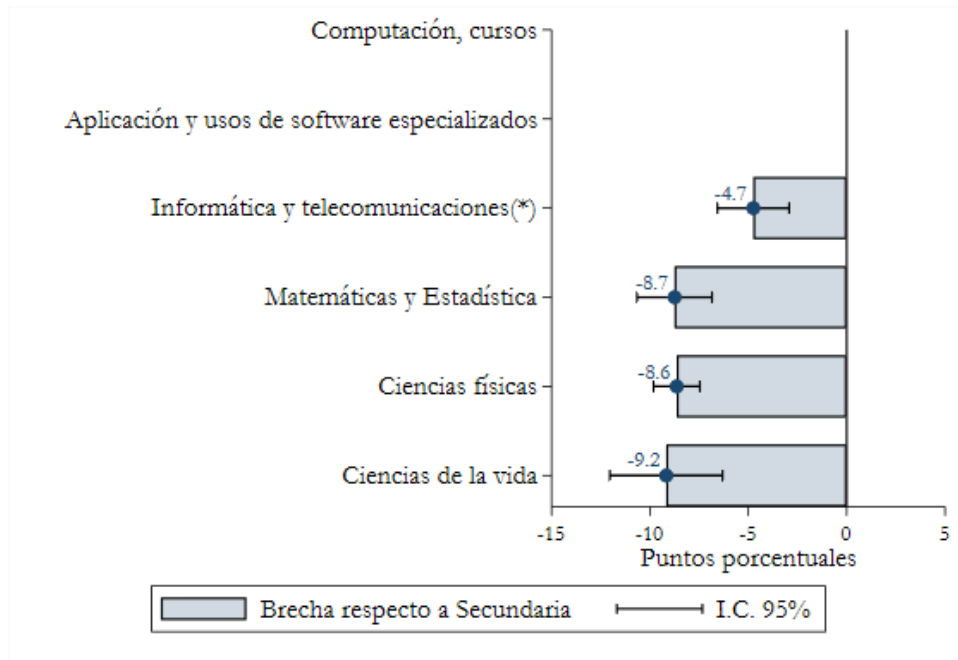 Computación, cursos
Aplicación y usos de software especializados
Informática y telecomunicaciones(*)
-4.7
Matemáticas y Estadística
-8.7
Ciencias físicas
-8.6
Ciencias de la vida
-9.2
-15 -10 -5 0 5
Puntos porcentuales
Brecha respecto a Secundaria I.C. 95%